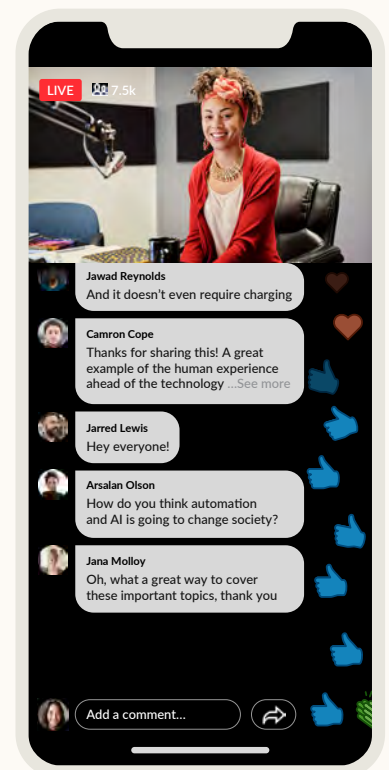 LIVE 7.5k
Jawad Reynolds
And it doesn’t even require charging
Camron Cope
Thanks for sharing this! A great
example of the human experience
ahead of the technology ...See more
Jarred Lewis
Hey everyone!
Arsalan Olson
How do you think automation
and AI is going to change society?
Jana Molloy
Oh, what a great way to cover
these important topics, thank you
Add a comment...